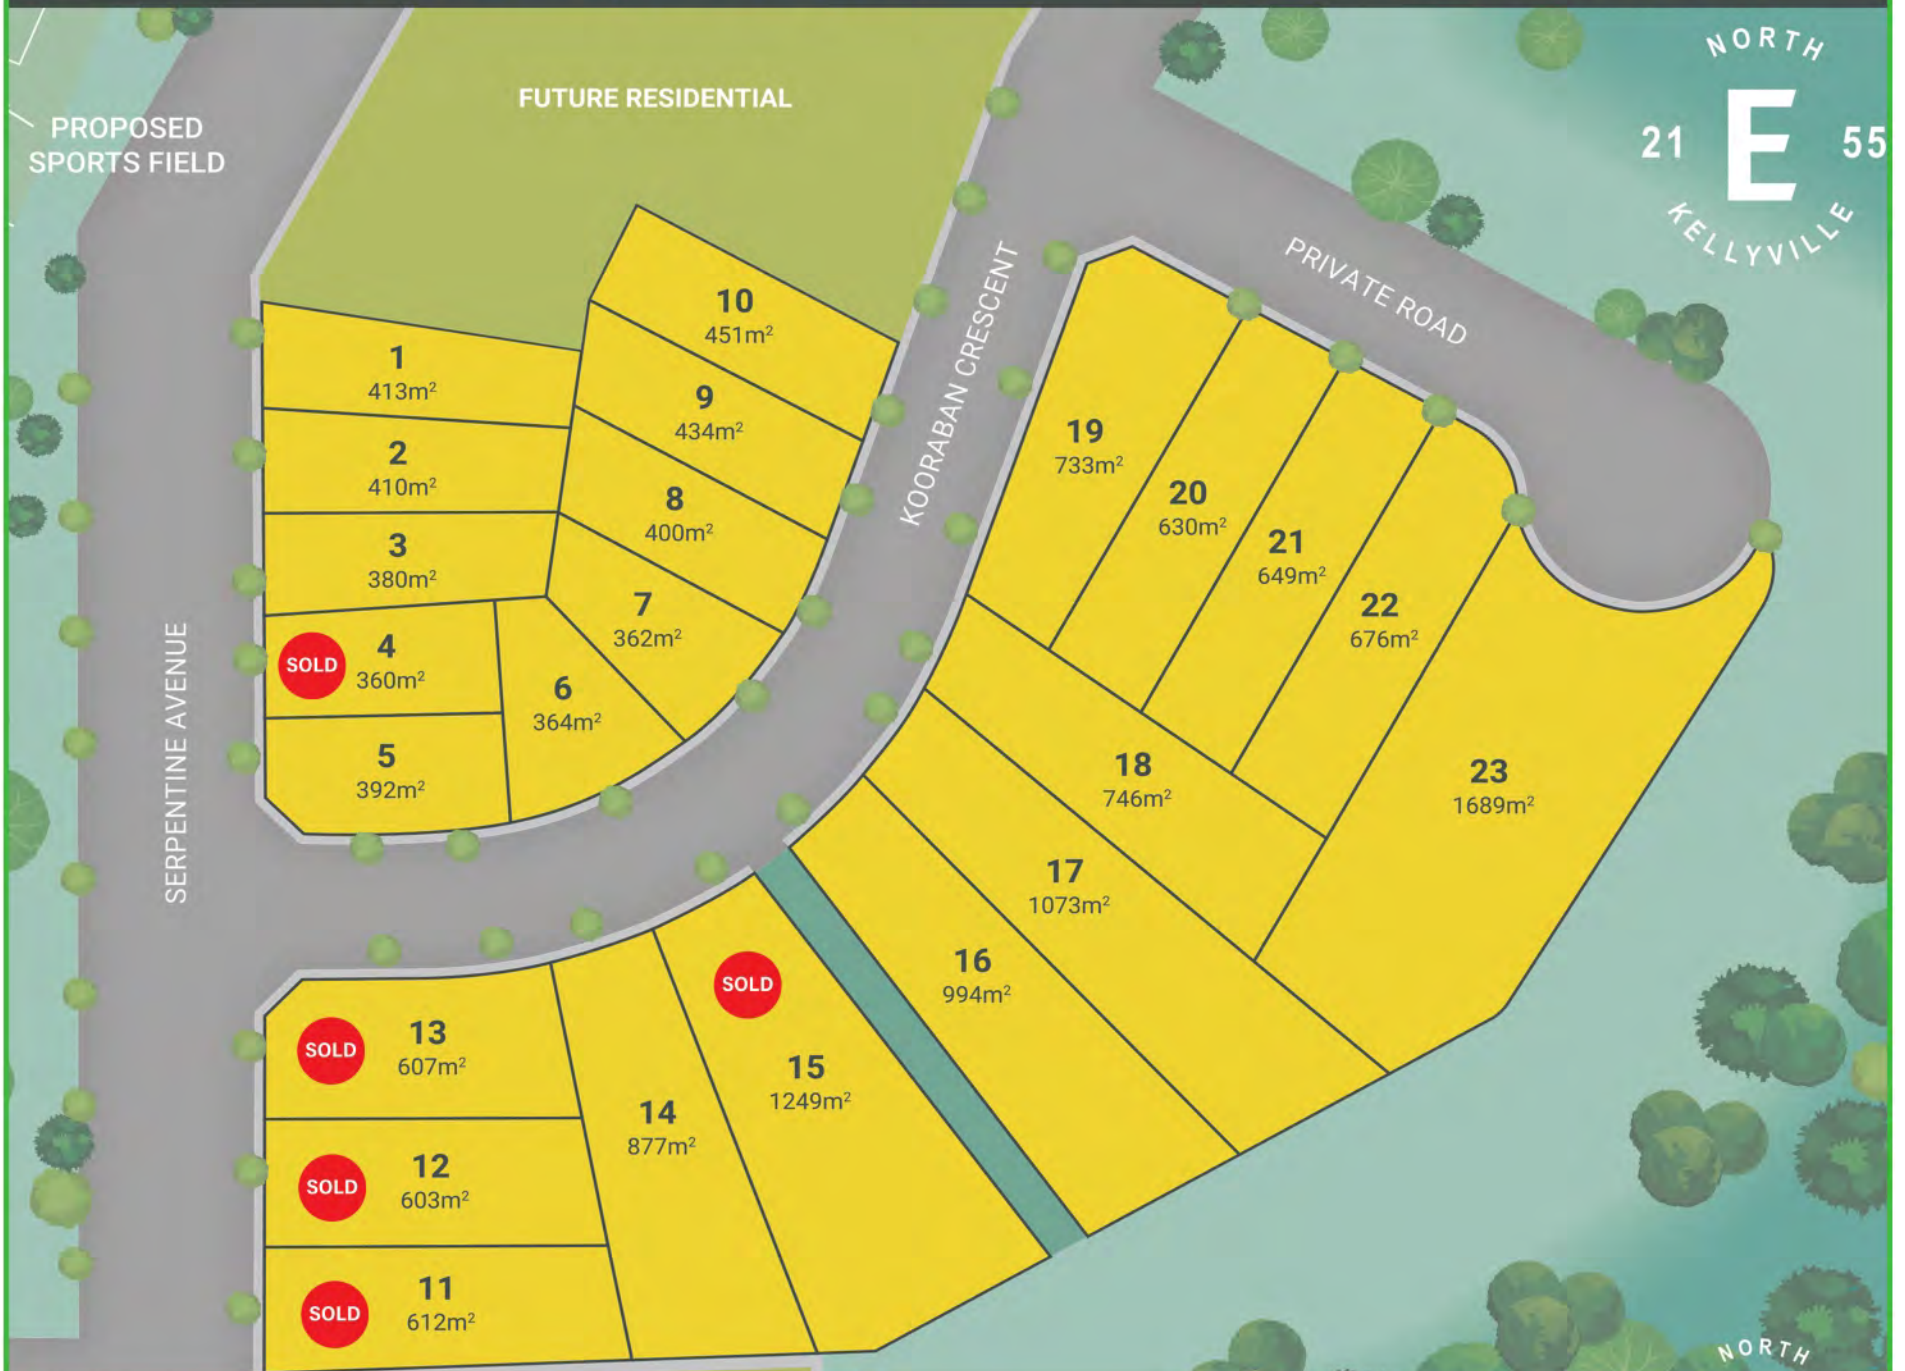 PROPOSED
SPORTS FIELD
FUTURE RESIDENTIAL
NORTH
21 E 55
KELLYVILLE
PRIVATE ROAD
KOORABAN CRESCENT
SERPENTINE AVENUE
1
413m²
2
410m²
3
380m²
SOLD
4
360m²
5
392m²
6
364m²
7
362m²
8
400m²
9
434m²
10
451m²
SOLD
11
612m²
SOLD
12
603m²
SOLD
13
607m²
14
877m²
SOLD
15
1249m²
16
994m²
17
1073m²
18
746m²
19
733m²
20
630m²
21
649m²
22
676m²
23
1689m²
NORTH